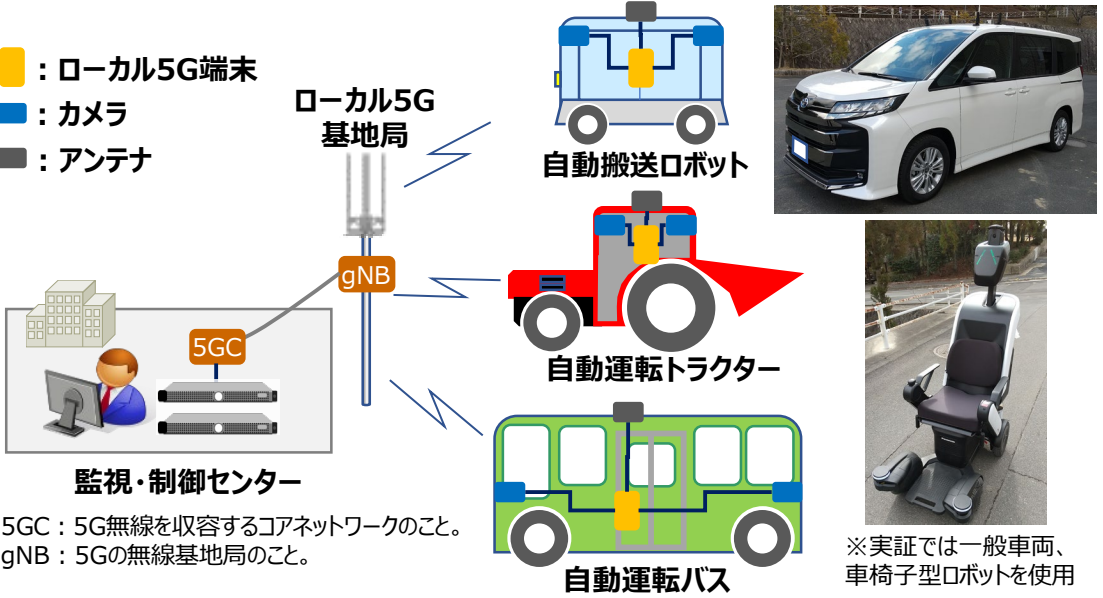 ：ローカル5G端末
：カメラ
：アンテナ
ローカル5G
基地局
gNB
5GC
監視・制御センター
5GC：5G無線を収容するコアネットワークのこと。
gNB：5Gの無線基地局のこと。
自動搬送ロボット
自動運転トラクター
自動運転バス
※実証では一般車両、
車椅子型ロボットを使用